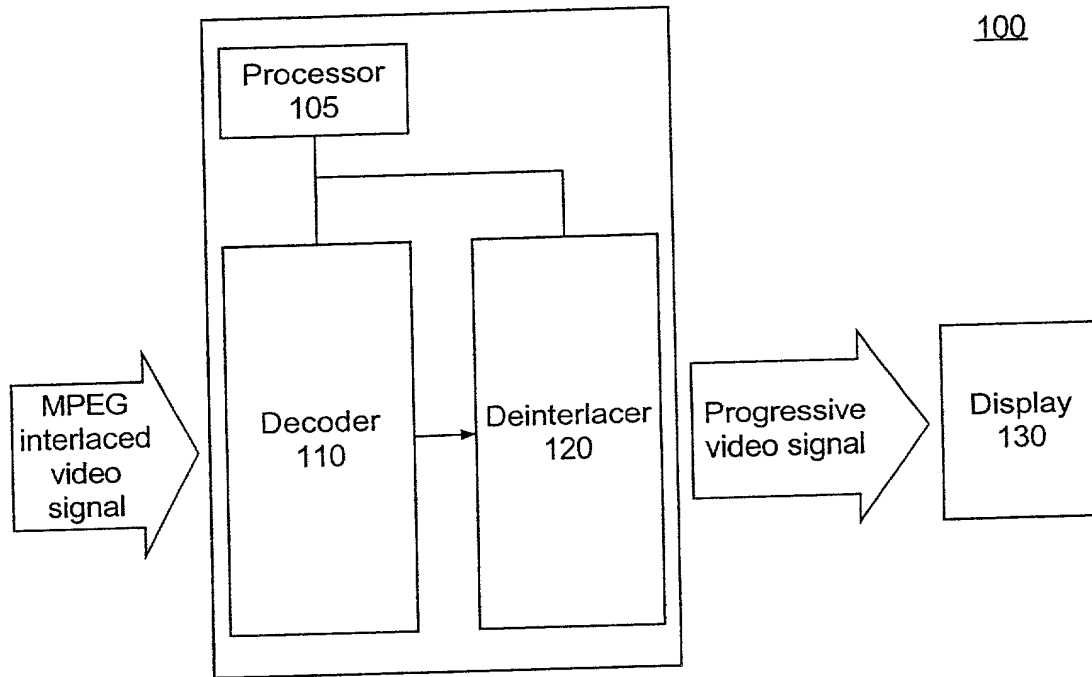 100
Processor
105
MPEG
interlaced
video
signal
Decoder
110
Deinterlacer
120
Progressive
video signal
Display
130